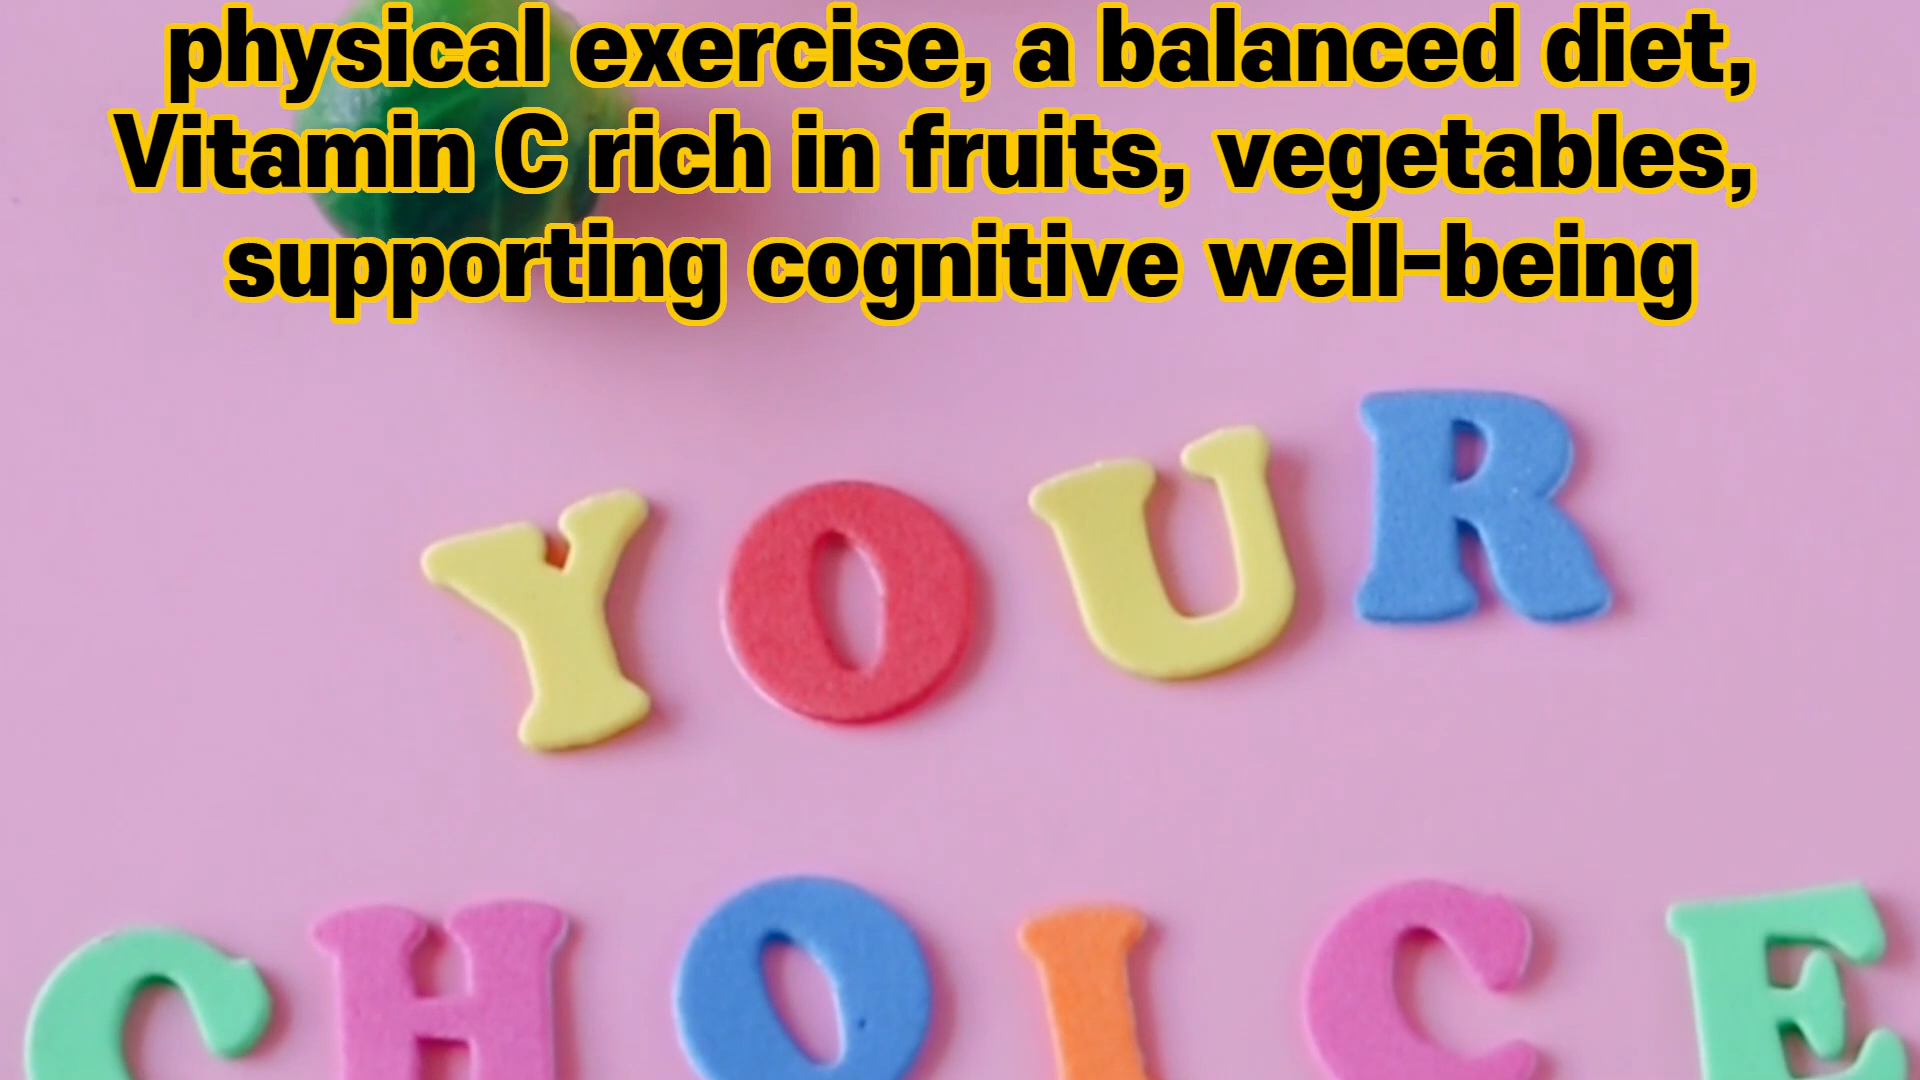 physical exercise, a balanced diet,
Vitamin C rich in fruits, vegetables,
supporting cognitive well-being
YOUR
CHOICE